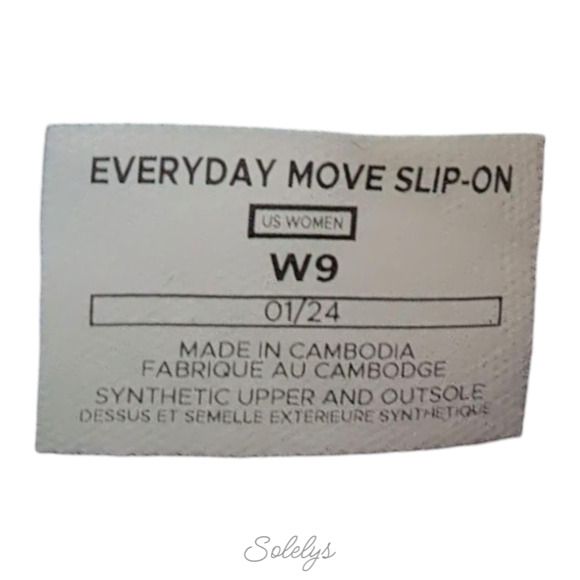 EVERYDAY MOVE SLIP-ON
US WOMEN
W9
01/24
MADE IN CAMBODIA
FABRIQUE AU CAMBODGE
SYNTHETIC UPPER AND OUTSOLE
DESSUS ET SEMELLE EXTERIEURE SYNTHETIQUE
Solelys